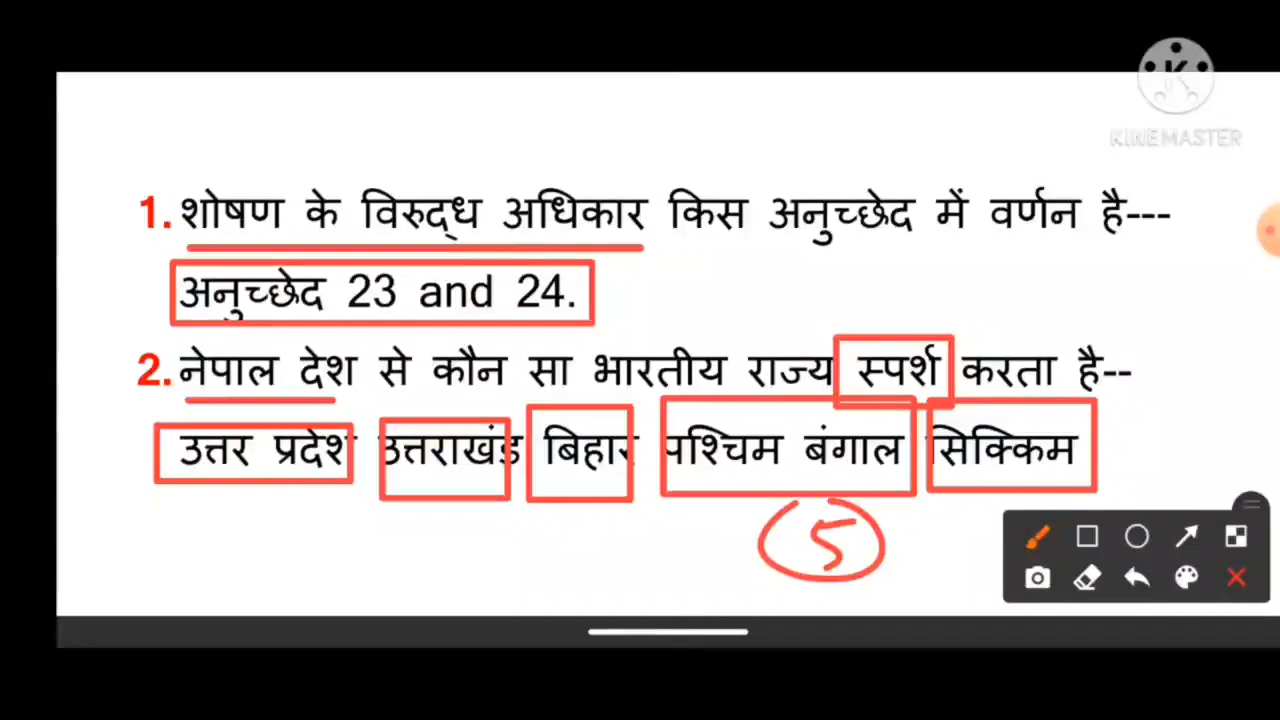 KINEMASTER
1. शोषण के विरुद्ध अधिकार किस अनुच्छेद में वर्णन है---
अनुच्छेद 23 and 24.
2. नेपाल देश से कौन सा भारतीय राज्य स्पर्श करता है--
उत्तर प्रदेश उत्तराखंड बिहार पश्चिम बंगाल सिक्किम
5